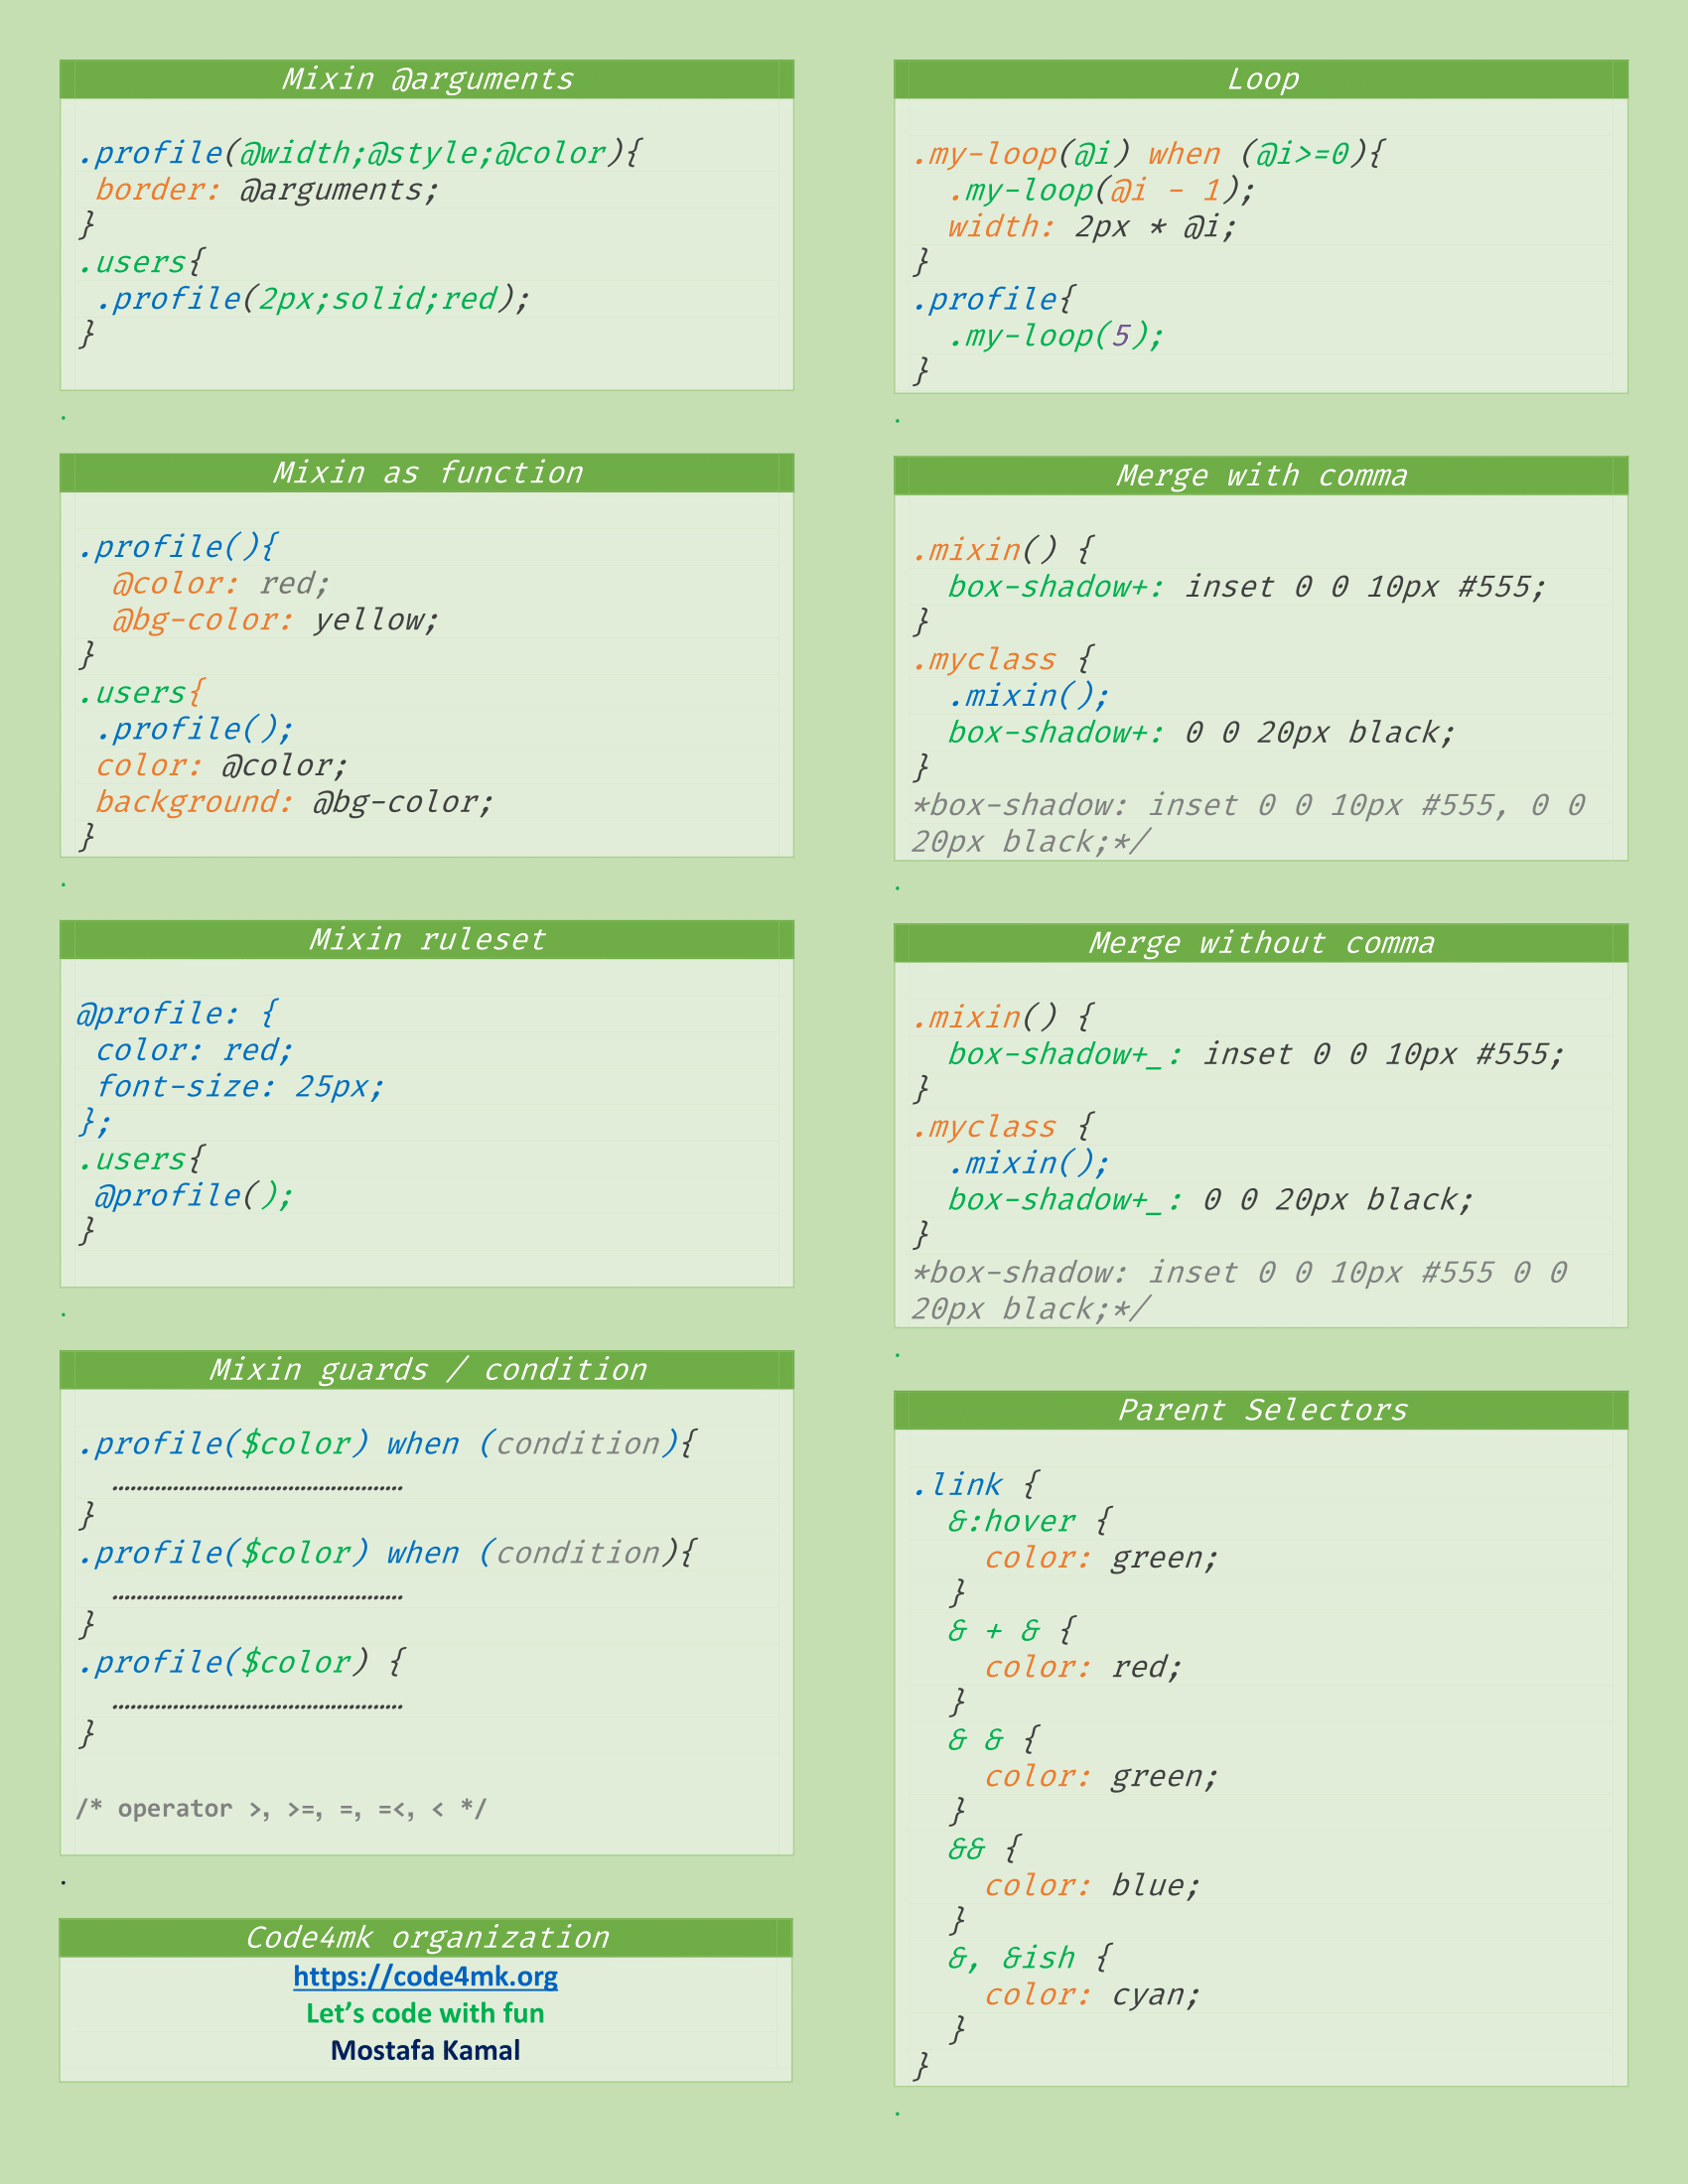 Mixin @arguments
.profile(@width;@style;@color){
 border: @arguments;
}
.users{
 .profile(2px;solid;red);
}
.
Mixin as function
.profile(){
  @color: red;
  @bg-color: yellow;
}
.users{
 .profile();
 color: @color;
 background: @bg-color;
}
.
Mixin ruleset
@profile: {
 color: red;
 font-size: 25px;
};
.users{
 @profile();
}
.
Mixin guards / condition
.profile($color) when (condition){
  ……………………………………………
}
.profile($color) when (condition){
  ……………………………………………
}
.profile($color) {
  ……………………………………………
}
/* operator >, >=, =, =<, < */
.
Code4mk organization
https://code4mk.org
Let’s code with fun
Mostafa Kamal
Loop
.my-loop(@i) when (@i>=0){
  .my-loop(@i - 1);
  width: 2px * @i;
}
.profile{
  .my-loop(5);
}
.
Merge with comma
.mixin() {
  box-shadow+: inset 0 0 10px #555;
}
.myclass {
  .mixin();
  box-shadow+: 0 0 20px black;
}
*box-shadow: inset 0 0 10px #555, 0 0
20px black;*/
.
Merge without comma
.mixin() {
  box-shadow+_: inset 0 0 10px #555;
}
.myclass {
  .mixin();
  box-shadow+_: 0 0 20px black;
}
*box-shadow: inset 0 0 10px #555 0 0
20px black;*/
.
Parent Selectors
.link {
  &:hover {
    color: green;
  }
  & + & {
    color: red;
  }
  & & {
    color: green;
  }
  && {
    color: blue;
  }
  &, &ish {
    color: cyan;
  }
}
.